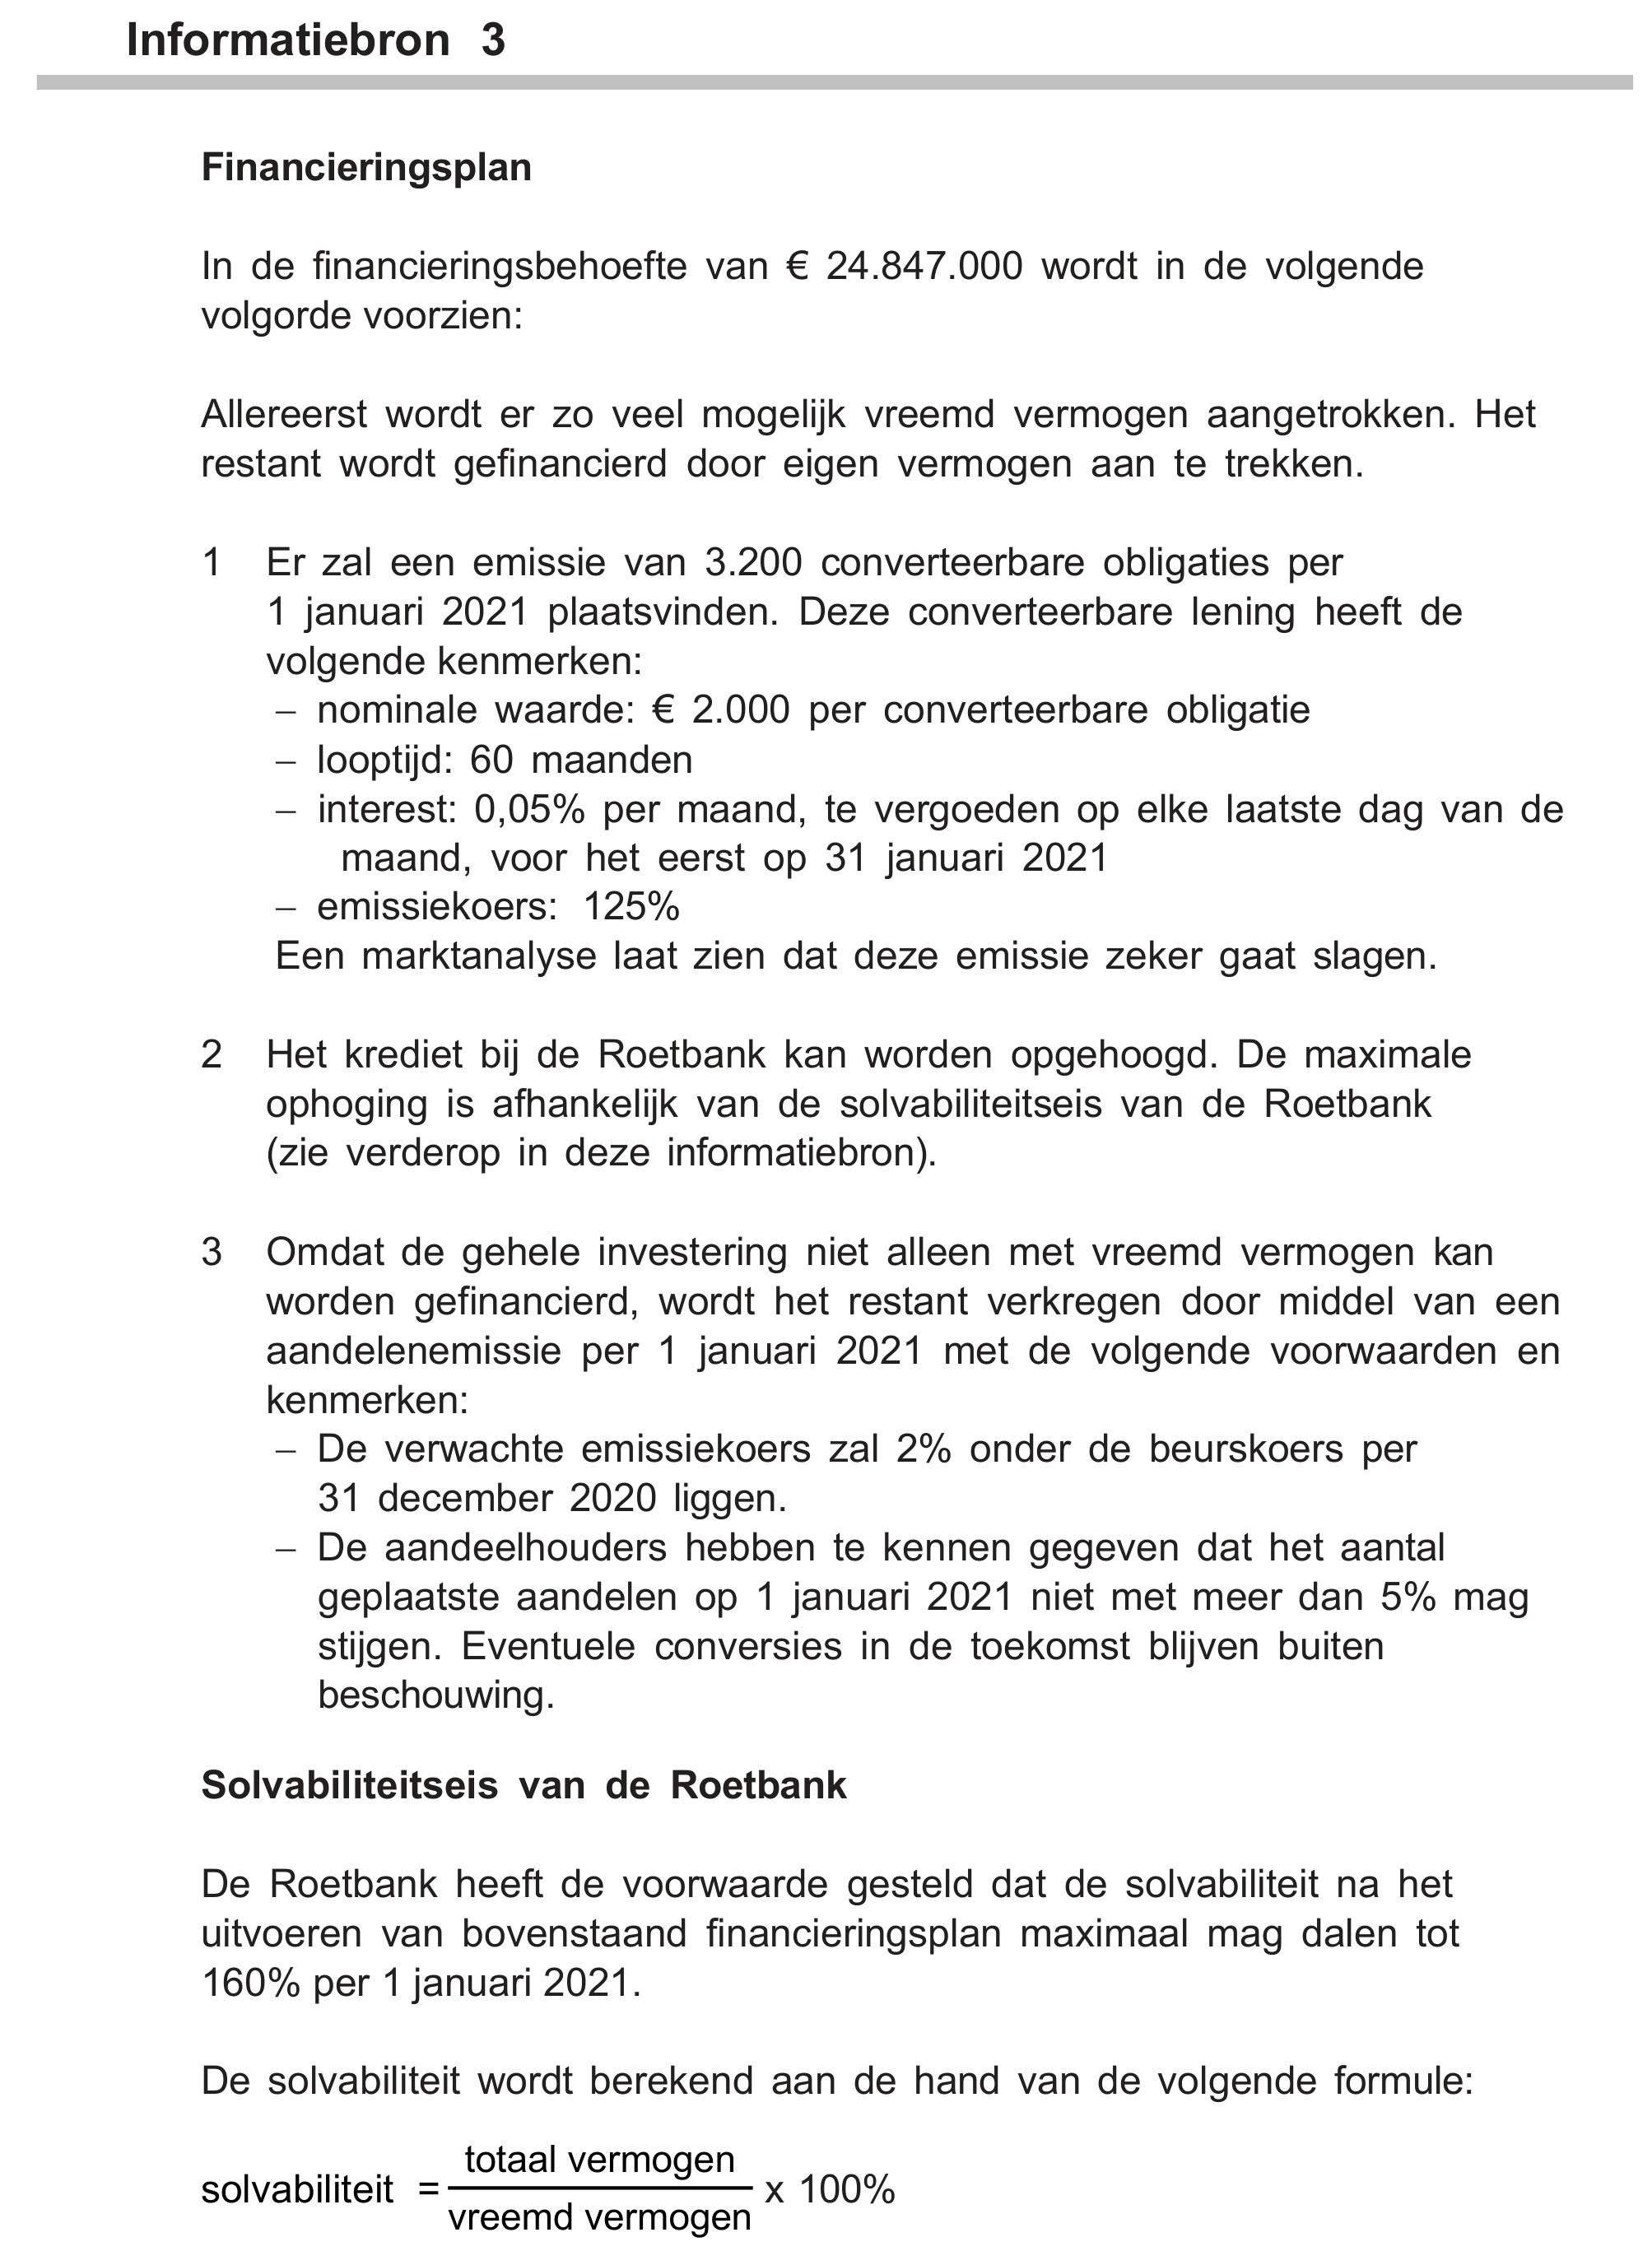 Informatiebron 3
Financieringsplan
In de financieringsbehoefte van € 24.847.000 wordt in de volgende
volgorde voorzien:
Allereerst wordt er zo veel mogelijk vreemd vermogen aangetrokken. Het
restant wordt gefinancierd door eigen vermogen aan te trekken.
1 Er zal een emissie van 3.200 converteerbare obligaties per
1 januari 2021 plaatsvinden. Deze converteerbare lening heeft de
volgende kenmerken:
– nominale waarde: € 2.000 per converteerbare obligatie
– looptijd: 60 maanden
– interest: 0,05% per maand, te vergoeden op elke laatste dag van de
maand, voor het eerst op 31 januari 2021
– emissiekoers: 125%
Een marktanalyse laat zien dat deze emissie zeker gaat slagen.
2 Het krediet bij de Roetbank kan worden opgehoogd. De maximale
ophoging is afhankelijk van de solvabiliteitseis van de Roetbank
(zie verderop in deze informatiebron).
3 Omdat de gehele investering niet alleen met vreemd vermogen kan
worden gefinancierd, wordt het restant verkregen door middel van een
aandelenemissie per 1 januari 2021 met de volgende voorwaarden en
kenmerken:
– De verwachte emissiekoers zal 2% onder de beurskoers per
31 december 2020 liggen.
– De aandeelhouders hebben te kennen gegeven dat het aantal
geplaatste aandelen op 1 januari 2021 niet met meer dan 5% mag
stijgen. Eventuele conversies in de toekomst blijven buiten
beschouwing.
Solvabiliteitseis van de Roetbank
De Roetbank heeft de voorwaarde gesteld dat de solvabiliteit na het
uitvoeren van bovenstaand financieringsplan maximaal mag dalen tot
160% per 1 januari 2021.
De solvabiliteit wordt berekend aan de hand van de volgende formule:
totaal vermogen
solvabiliteit = x 100%
vreemd vermogen